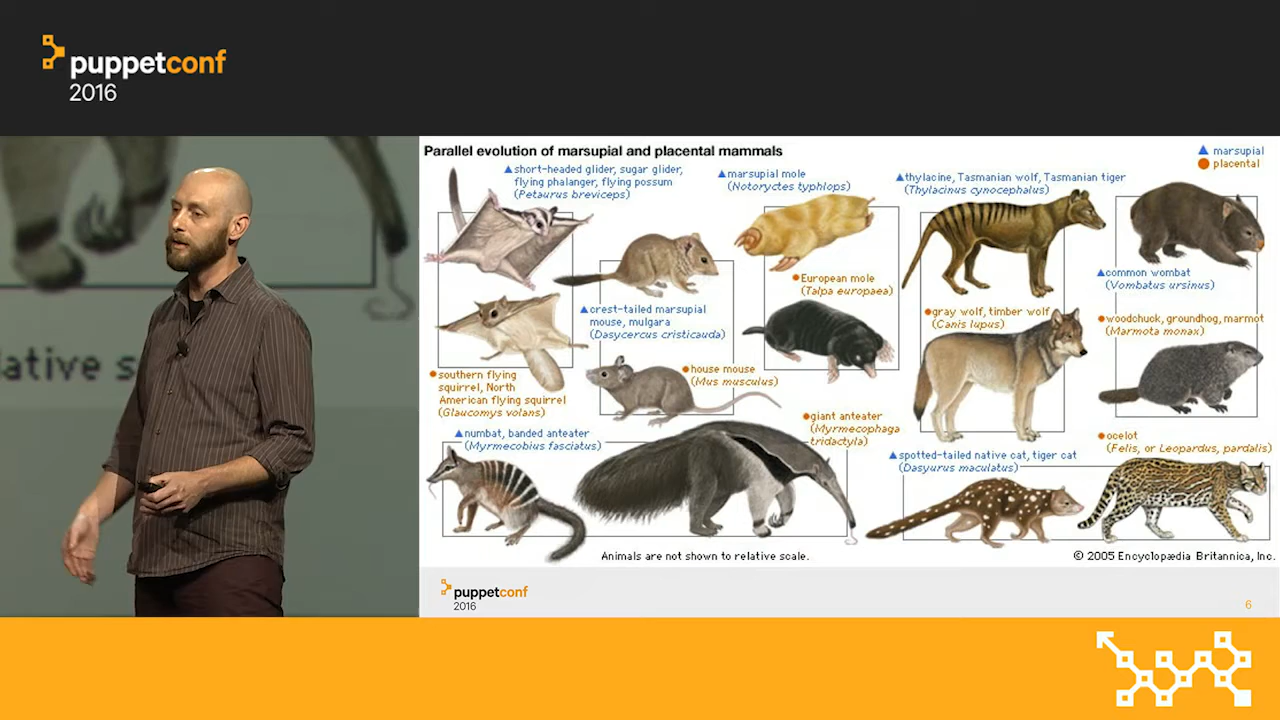 puppetconf
2016
ative s
Parallel evolution of marsupial and placental mammals
▲ marsupial
● placental
▲ short-headed glider, sugar glider,
flying phalanger, flying possum
(Petaurus breviceps)
▲ marsupial mole
(Notoryctes typhlops)
▲ thylacine, Tasmanian wolf, Tasmanian tiger
(Thylacinus cynocephalus)
● European mole
(Talpa europaea)
▲ common wombat
(Vombatus ursinus)
▲ crest-tailed marsupial
mouse, mulgara
(Dasycercus cristicauda)
● gray wolf, timber wolf
(Canis lupus)
● woodchuck, groundhog, marmot
(Marmota monax)
● southern flying
squirrel, North
American flying squirrel
(Glaucomys volans)
● house mouse
(Mus musculus)
● giant anteater
(Myrmecophaga
tridactyla)
▲ numbat, banded anteater
(Myrmecobius fasciatus)
▲ spotted-tailed native cat, tiger cat
(Dasyurus maculatus)
● ocelot
(Felis, or Leopardus, pardalis)
Animals are not shown to relative scale.
© 2005 Encyclopædia Britannica, Inc.
puppetconf
2016
6